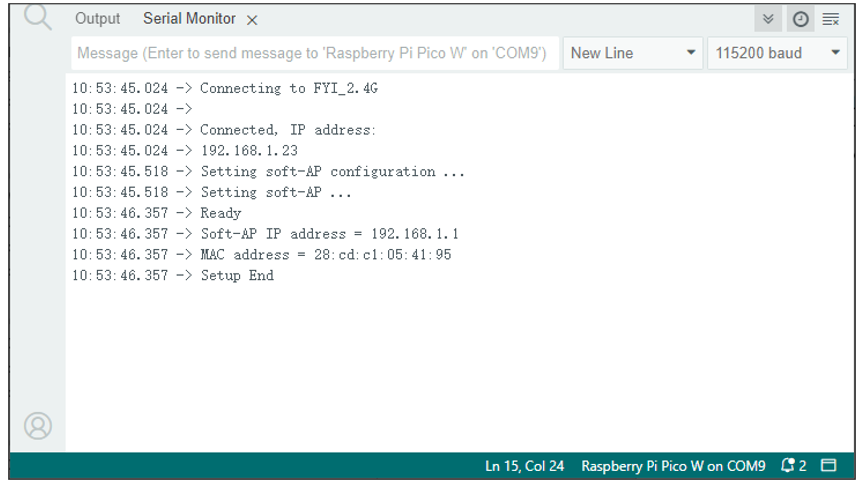 Output Serial Monitor ×
Message (Enter to send message to 'Raspberry Pi Pico W' on 'COM9') New Line 115200 baud
10:53:45.024 -> Connecting to FYI_2.4G
10:53:45.024 ->
10:53:45.024 -> Connected, IP address:
10:53:45.024 -> 192.168.1.23
10:53:45.518 -> Setting soft-AP configuration ...
10:53:45.518 -> Setting soft-AP ...
10:53:46.357 -> Ready
10:53:46.357 -> Soft-AP IP address = 192.168.1.1
10:53:46.357 -> MAC address = 28:cd:c1:05:41:95
10:53:46.357 -> Setup End
Ln 15, Col 24 Raspberry Pi Pico W on COM9 2